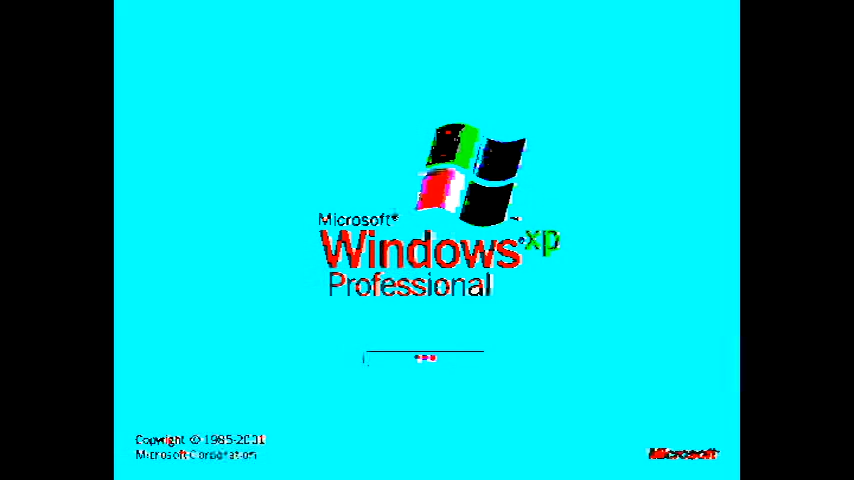 Microsoft®
Windows® xp
Professional
Copyright © 1985-2001
Microsoft Corporation
Microsoft